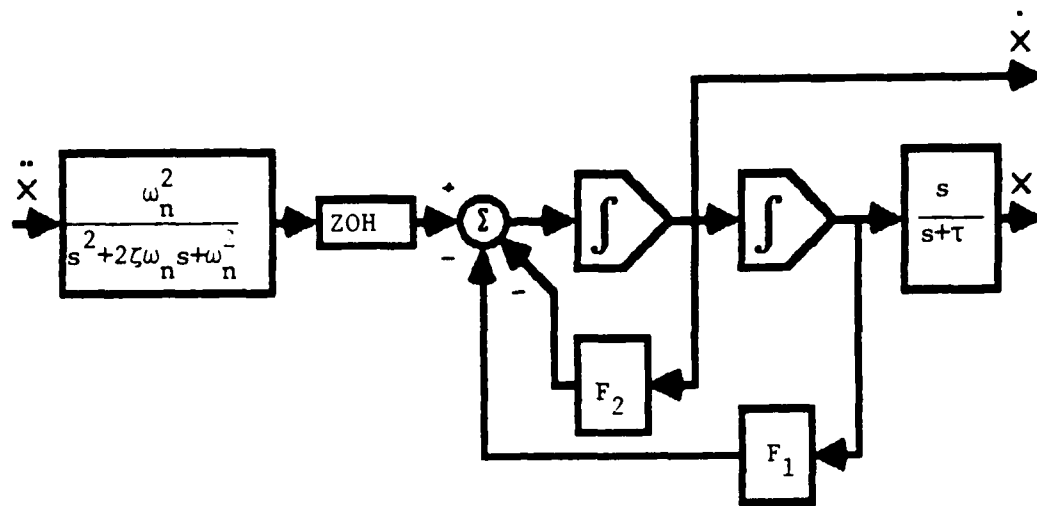 Ẍ
ω_n^2
s^2+2ζω_n s+ω_n^2
ZOH
+
Σ
−
−
∫
∫
Ẋ
s
s+τ
X
F_2
F_1